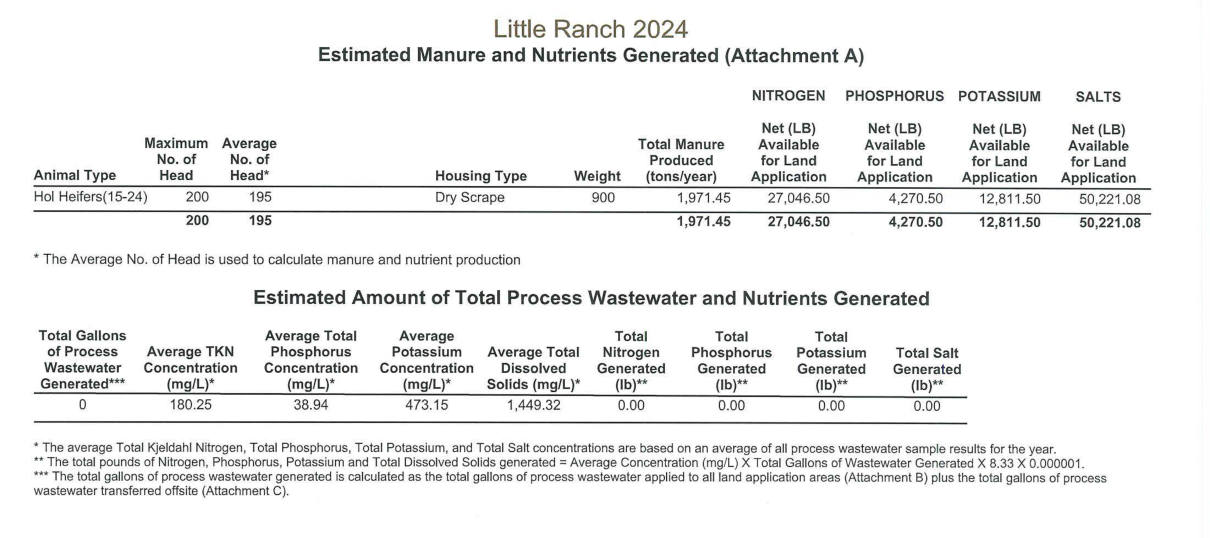 Little Ranch 2024
Estimated Manure and Nutrients Generated (Attachment A)
NITROGEN PHOSPHORUS POTASSIUM SALTS
Animal Type Maximum No. of Head Average No. of Head* Housing Type Weight Total Manure Produced (tons/year) Net (LB) Available for Land Application Net (LB) Available for Land Application Net (LB) Available for Land Application Net (LB) Available for Land Application
Hol Heifers(15-24) 200 195 Dry Scrape 900 1,971.45 27,046.50 4,270.50 12,811.50 50,221.08
200 195 1,971.45 27,046.50 4,270.50 12,811.50 50,221.08
* The Average No. of Head is used to calculate manure and nutrient production
Estimated Amount of Total Process Wastewater and Nutrients Generated
Total Gallons of Process Wastewater Generated*** Average TKN Concentration (mg/L)* Average Total Phosphorus Concentration (mg/L)* Average Potassium Concentration (mg/L)* Average Total Dissolved Solids (mg/L)* Total Nitrogen Generated (lb)** Total Phosphorus Generated (lb)** Total Potassium Generated (lb)** Total Salt Generated (lb)**
0 180.25 38.94 473.15 1,449.32 0.00 0.00 0.00 0.00
* The average Total Kjeldahl Nitrogen, Total Phosphorus, Total Potassium, and Total Salt concentrations are based on an average of all process wastewater sample results for the year.
** The total pounds of Nitrogen, Phosphorus, Potassium and Total Dissolved Solids generated = Average Concentration (mg/L) X Total Gallons of Wastewater Generated X 8.33 X 0.000001.
*** The total gallons of process wastewater generated is calculated as the total gallons of process wastewater applied to all land application areas (Attachment B) plus the total gallons of process
wastewater transferred offsite (Attachment C).